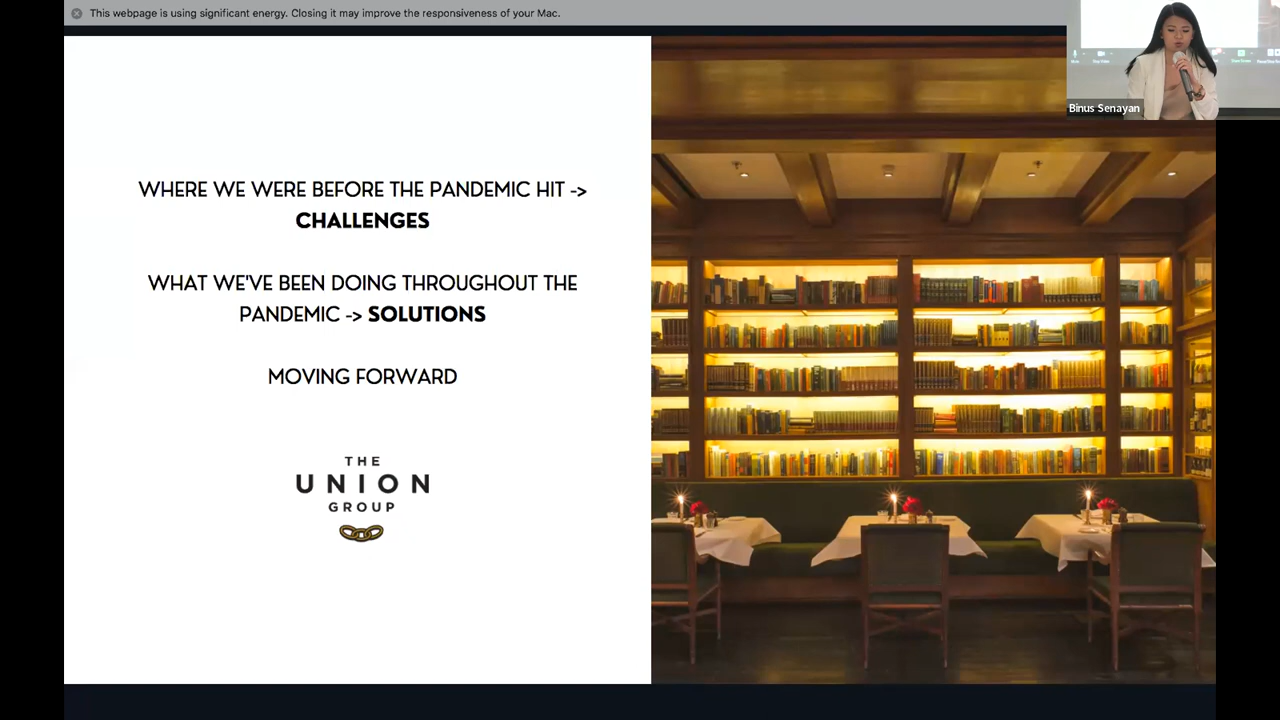 This webpage is using significant energy. Closing it may improve the responsiveness of your Mac.
Binus Senayan
WHERE WE WERE BEFORE THE PANDEMIC HIT ->
CHALLENGES
WHAT WE'VE BEEN DOING THROUGHOUT THE
PANDEMIC -> SOLUTIONS
MOVING FORWARD
THE
UNION
GROUP